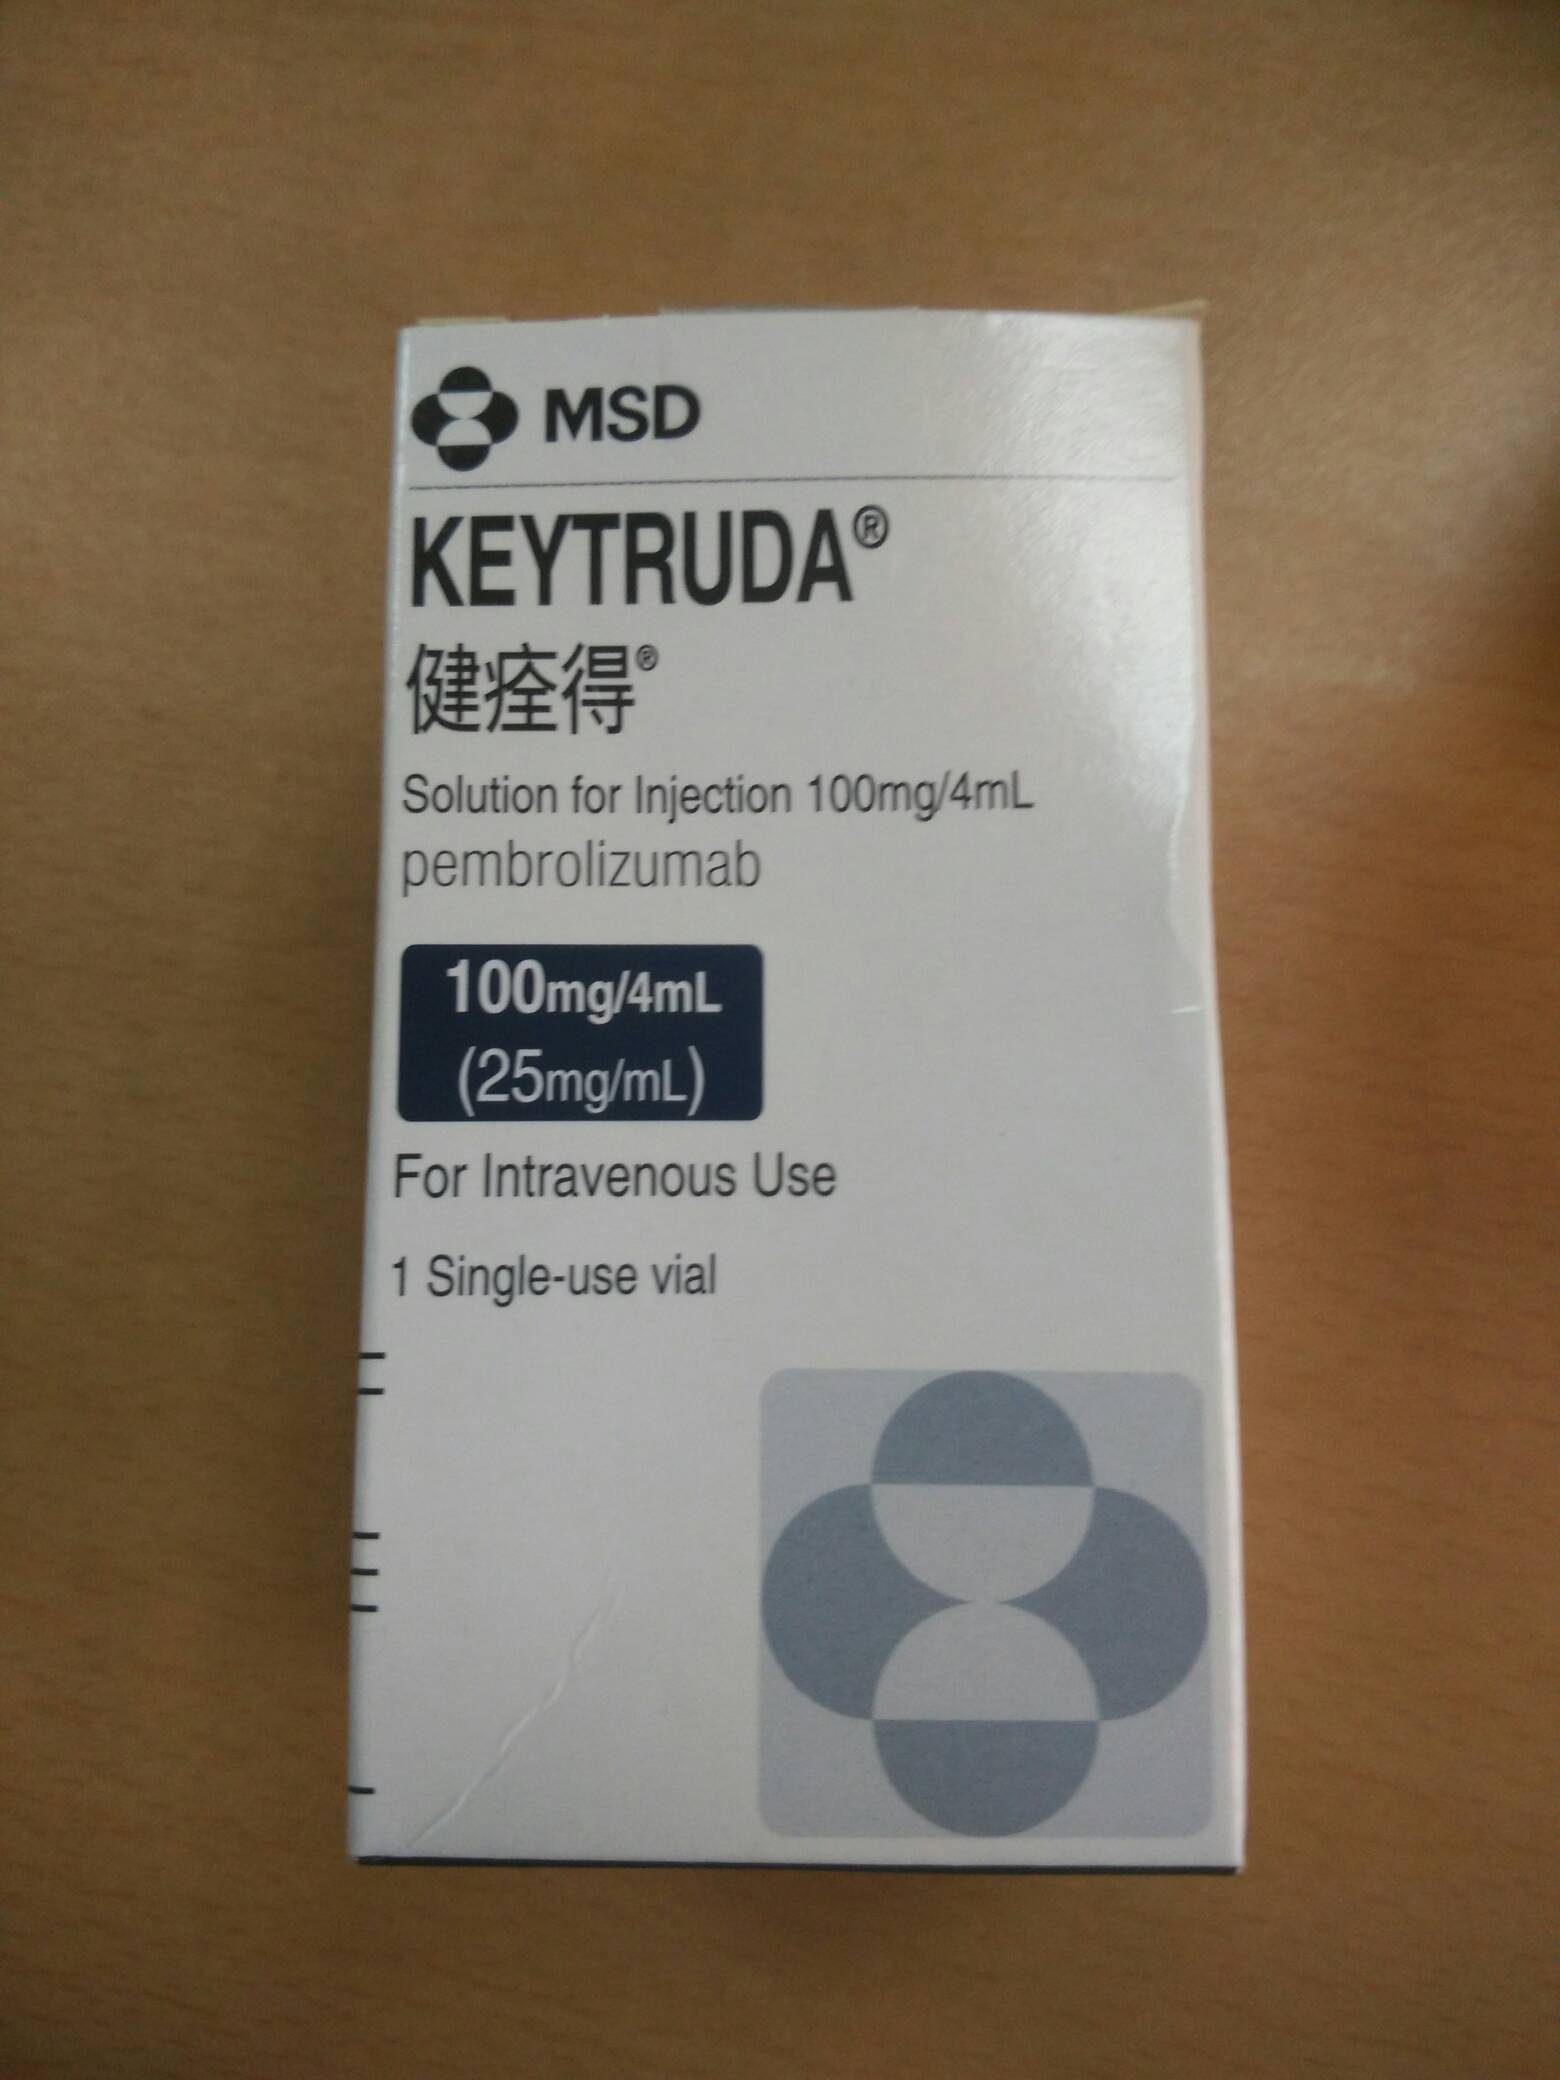 MSD
KEYTRUDA®
健痊得®
Solution for Injection 100mg/4mL
pembrolizumab
100mg/4mL
(25mg/mL)
For Intravenous Use
1 Single-use vial